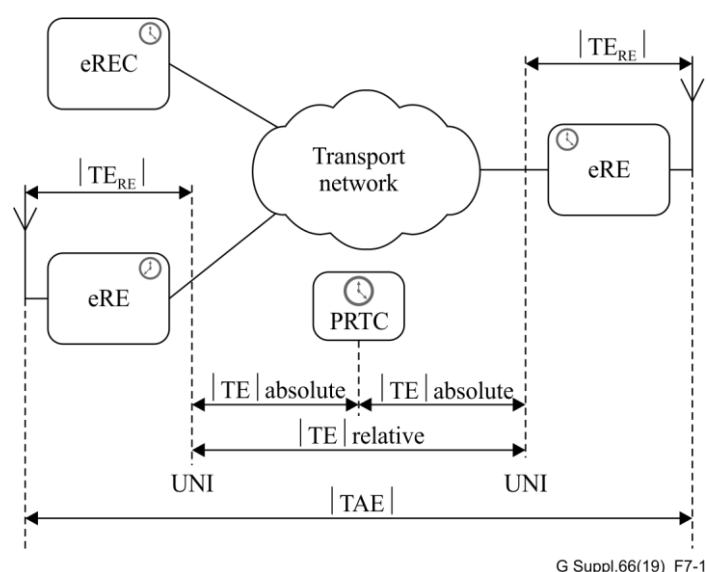 eREC
|TE_RE|
Transport
network
eRE
|TE_RE|
eRE
PRTC
|TE| absolute |TE| absolute
|TE| relative
UNI UNI
|TAE|
G Suppl.66(19)_F7-1